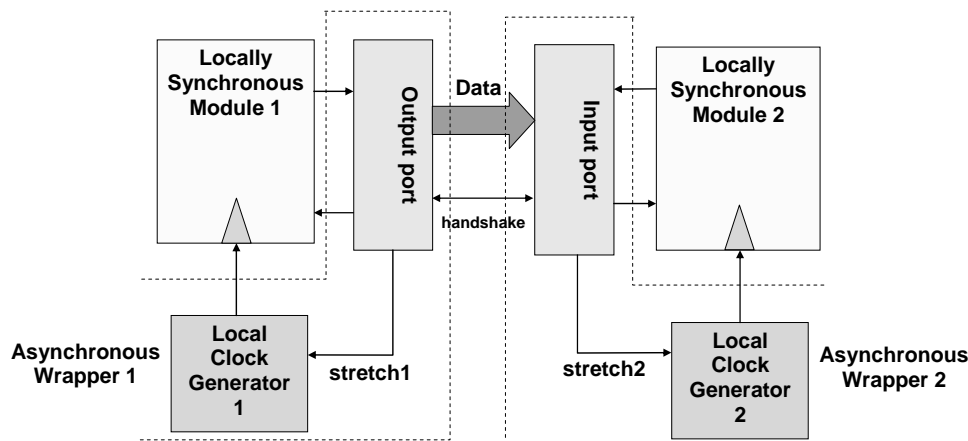 Locally
Synchronous
Module 1
Output port
Data
handshake
Input port
Locally
Synchronous
Module 2
Asynchronous
Wrapper 1
Local
Clock
Generator
1
stretch1
stretch2
Local
Clock
Generator
2
Asynchronous
Wrapper 2